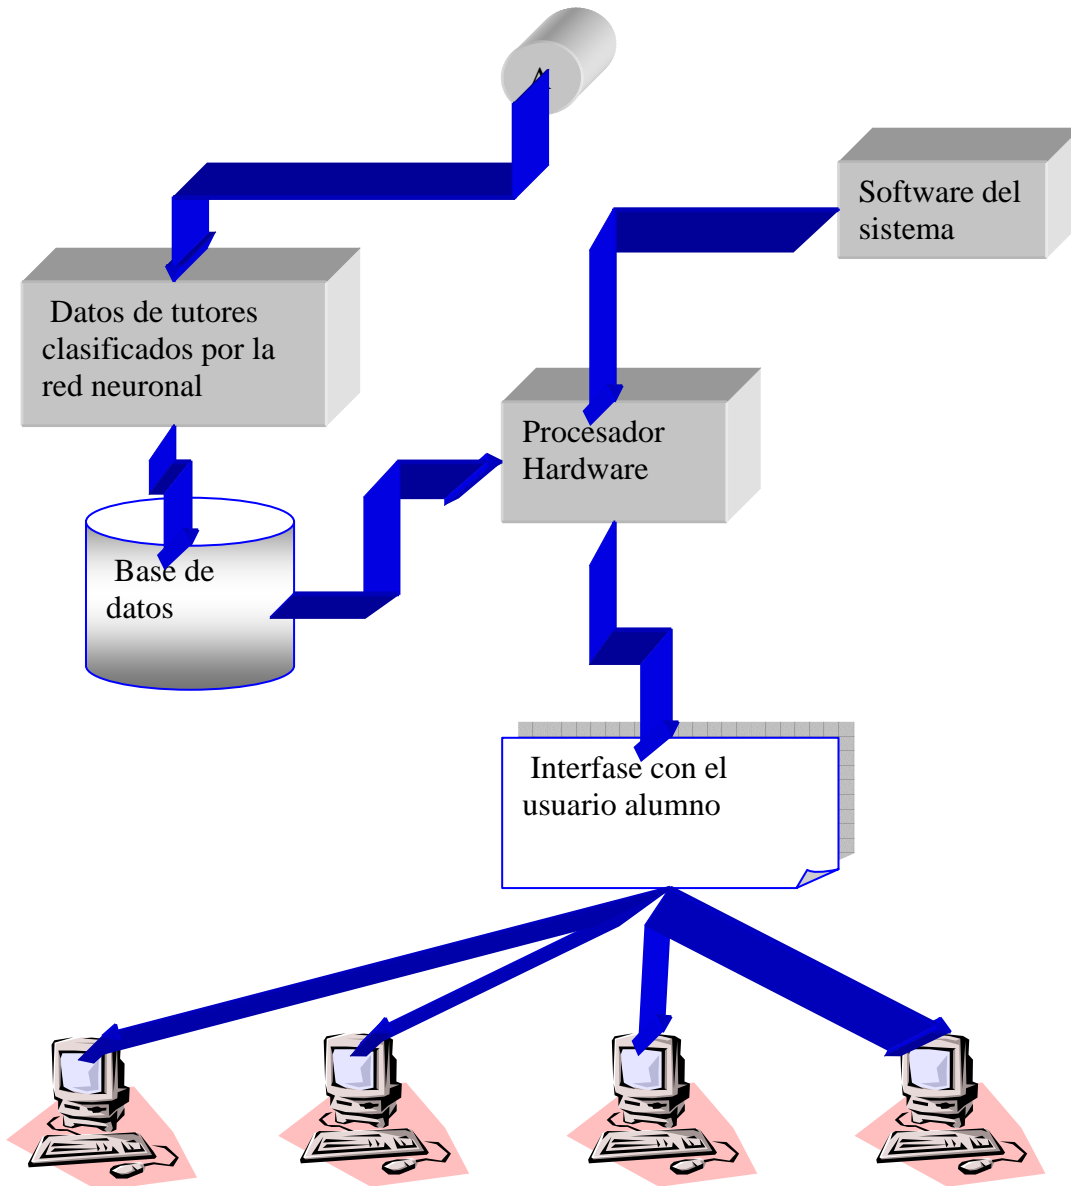 A
Software del
sistema
Datos de tutores
clasificados por la
red neuronal
Procesador
Hardware
Base de
datos
Interfase con el
usuario alumno